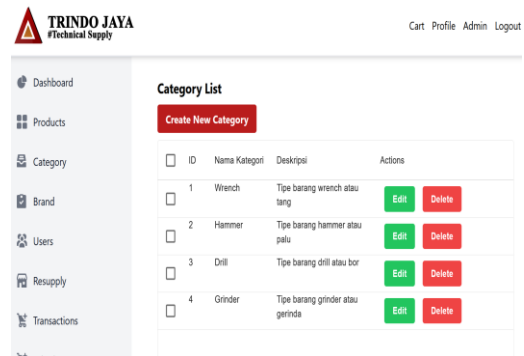 TRINDO JAYA
#Technical Supply
Cart Profile Admin Logout
Dashboard
Products
Category
Brand
Users
Resupply
Transactions
Category List
Create New Category
ID Nama Kategori Deskripsi Actions
1 Wrench Tipe barang wrench atau tang Edit Delete
2 Hammer Tipe barang hammer atau palu Edit Delete
3 Drill Tipe barang drill atau bor Edit Delete
4 Grinder Tipe barang grinder atau gerinda Edit Delete